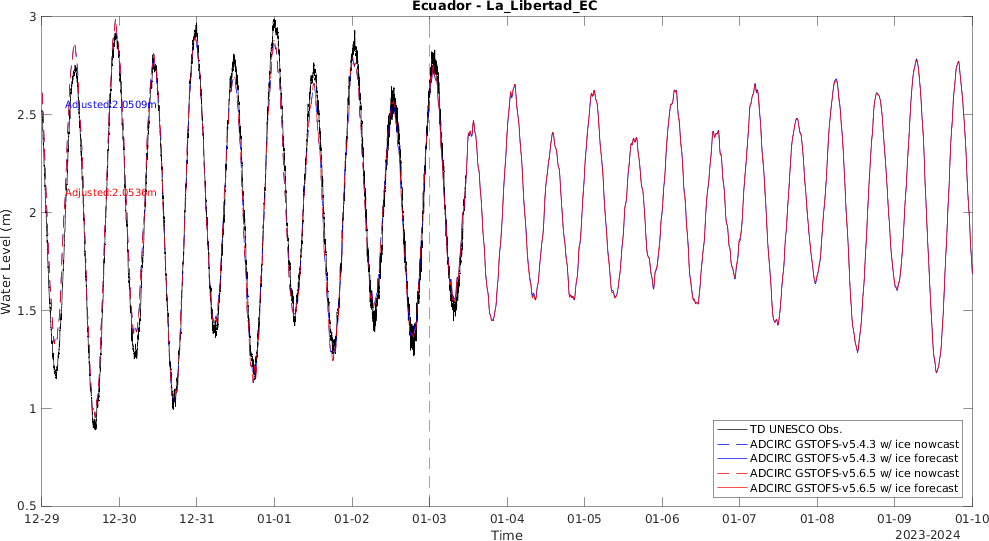 Ecuador - La_Libertad_EC
3
2.5
2
1.5
1
0.5
Water Level (m)
Adjusted:2.0509m
Adjusted:2.0536m
TD UNESCO Obs.
ADCIRC GSTOFS-v5.4.3 w/ ice nowcast
ADCIRC GSTOFS-v5.4.3 w/ ice forecast
ADCIRC GSTOFS-v5.6.5 w/ ice nowcast
ADCIRC GSTOFS-v5.6.5 w/ ice forecast
12-29 12-30 12-31 01-01 01-02 01-03 01-04 01-05 01-06 01-07 01-08 01-09 01-10
Time
2023-2024